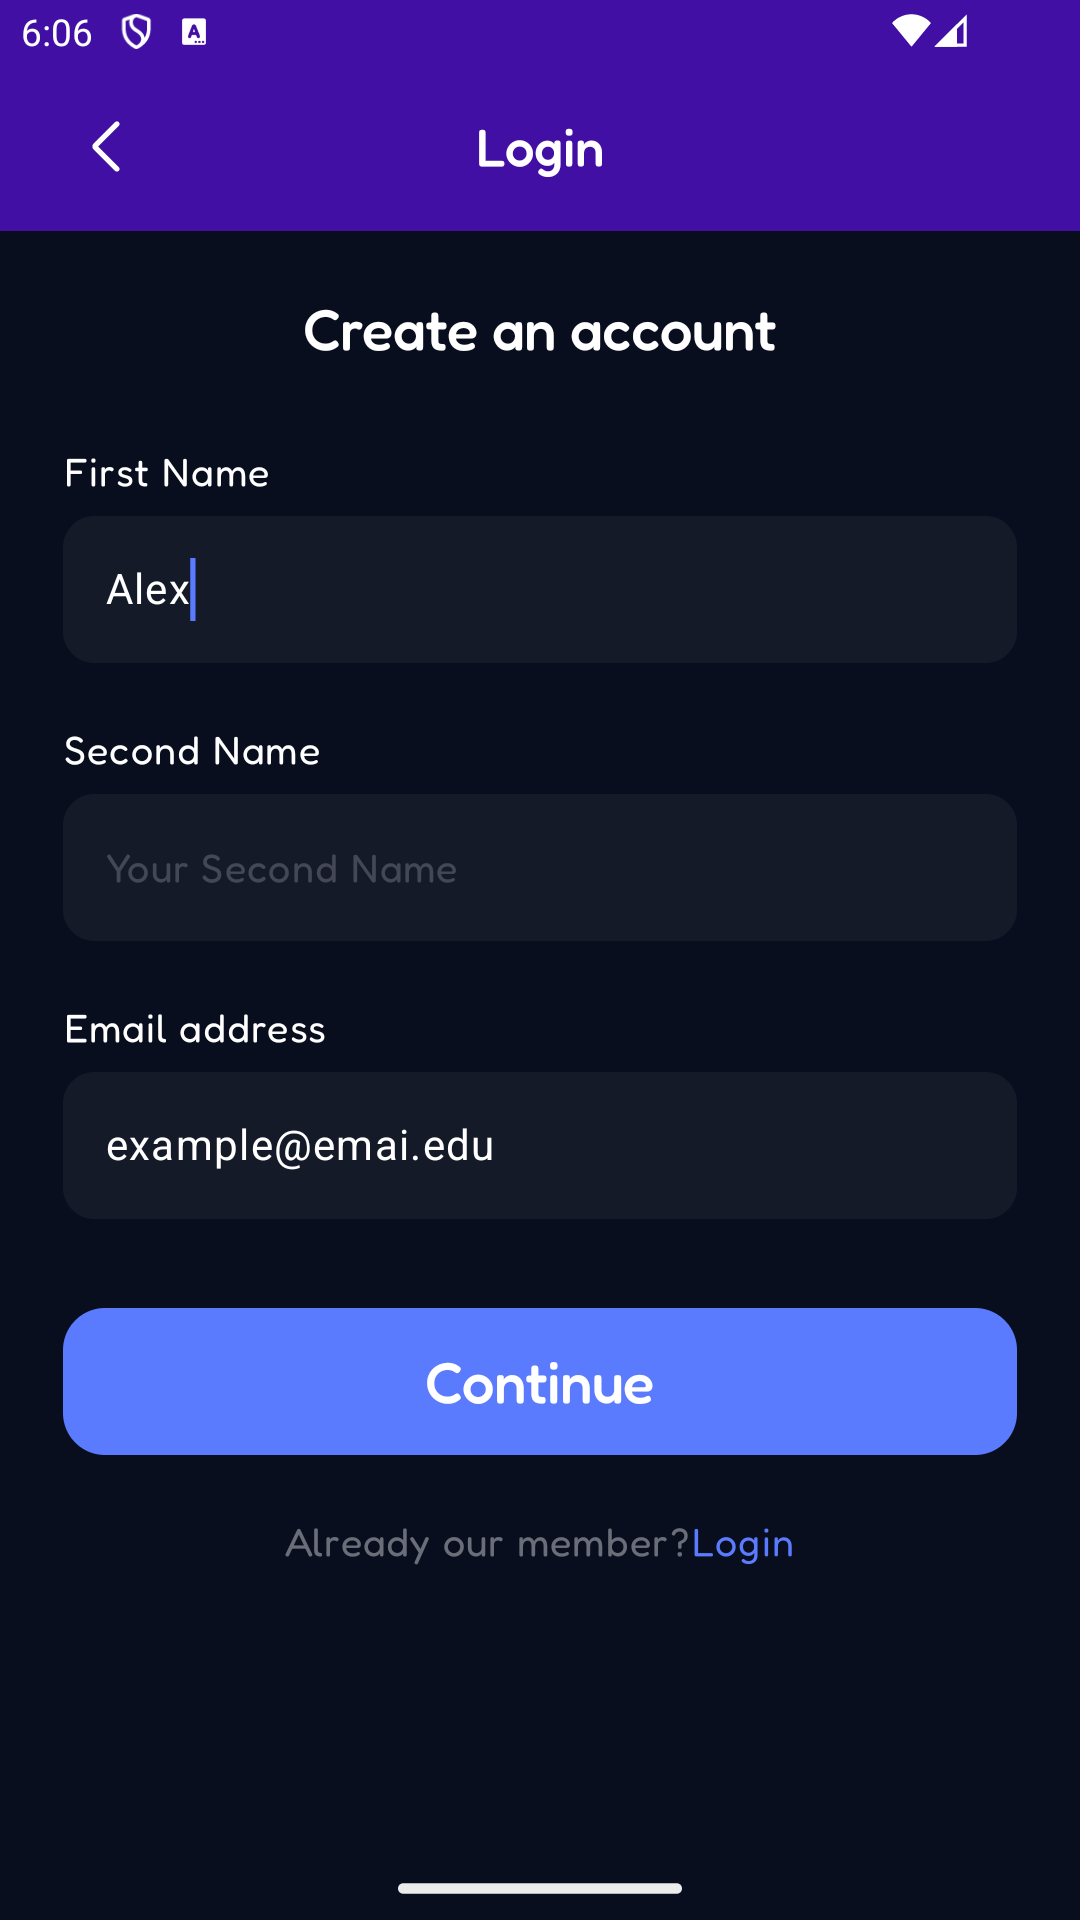 6:06
Login
Create an account
First Name
Alex
Second Name
Your Second Name
Email address
example@emai.edu
Continue
Already our member?Login